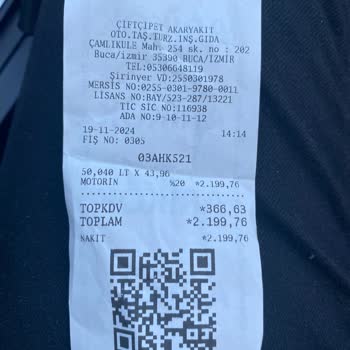 ÇİFTÇİPET AKARYAKIT
OTO.TAŞ.TURZ.İNŞ.GIDA
ÇAMLIKULE Mah. 254 sk. no : 202
Buca/izmir 35390 BUCA/İZMİR
TEL:05306648119
Şirinyer VD:2550301978
MERSİS NO:0255-0301-9780-0011
LİSANS NO:BAY/523-287/13221
TİC SİC NO:116938
ADA NO:9-10-11-12
19-11-2024 14:14
FİŞ NO: 0305
03AHK521
50,040 LT X 43,96
MOTORİN %20 *2.199,76
TOPKDV *366,63
TOPLAM *2.199,76
NAKİT *2.199,76